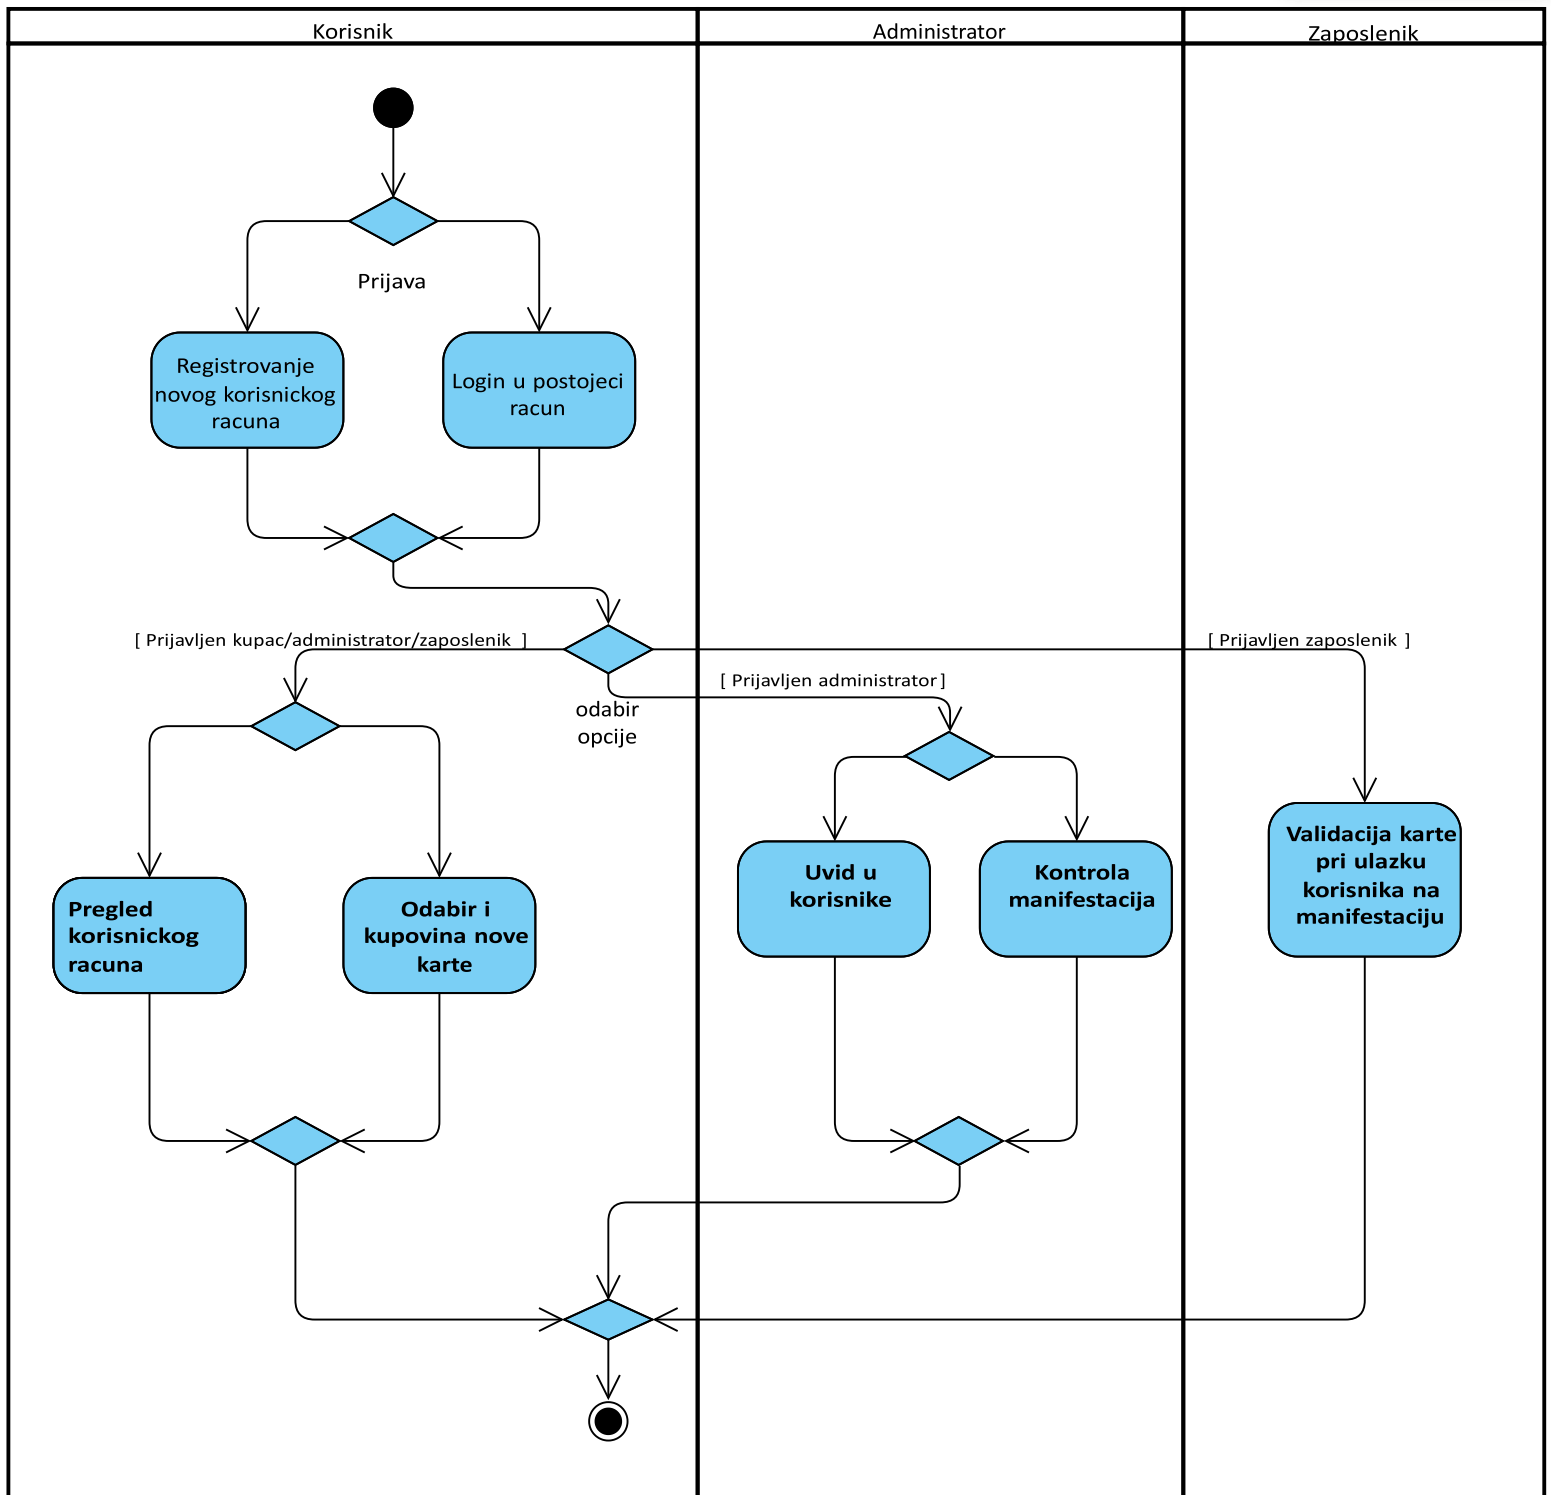 Korisnik
Administrator
Zaposlenik
Prijava
Registrovanje
novog korisnickog
racuna
Login u postojeci
racun
[ Prijavljen kupac/administrator/zaposlenik ]
[ Prijavljen zaposlenik ]
[ Prijavljen administrator ]
odabir
opcije
Pregled
korisnickog
racuna
Odabir i
kupovina nove
karte
Uvid u
korisnike
Kontrola
manifestacija
Validacija karte
pri ulazku
korisnika na
manifestaciju